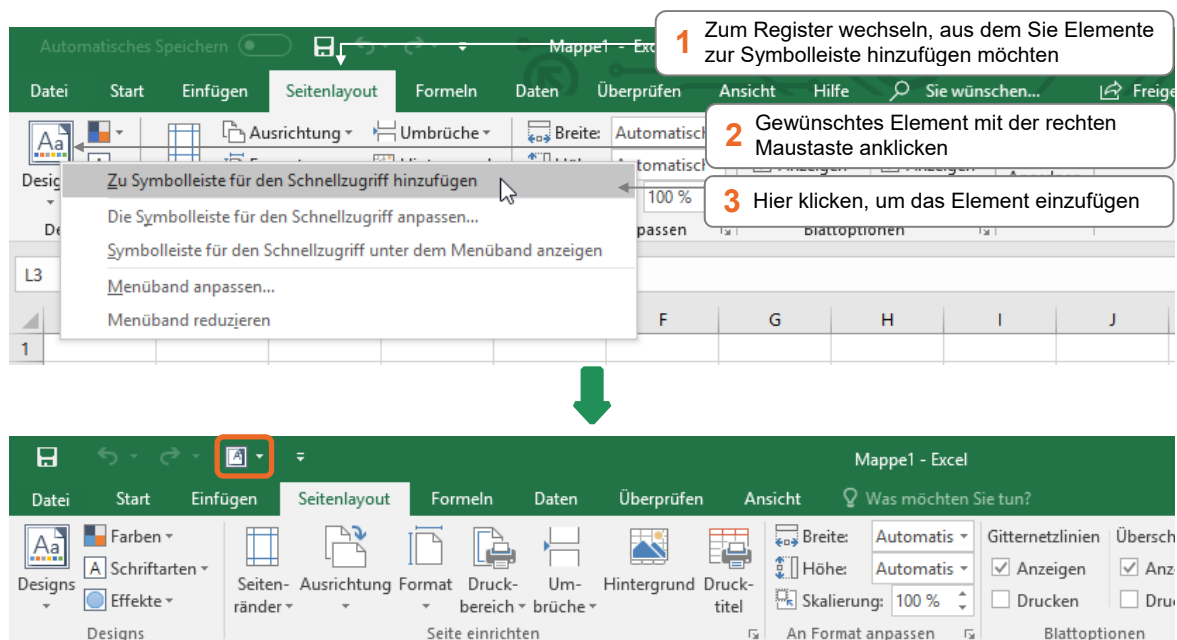 Automatisches Speichern
Mappe1 - Exc
1 Zum Register wechseln, aus dem Sie Elemente
zur Symbolleiste hinzufügen möchten
Datei Start Einfügen Seitenlayout Formeln Daten Überprüfen Ansicht Hilfe Sie wünschen... Freige
Aa Ausrichtung Umbrüche Breite: Automatisch
2 Gewünschtes Element mit der rechten
Maustaste anklicken
Zu Symbolleiste für den Schnellzugriff hinzufügen
3 Hier klicken, um das Element einzufügen
100 %
Die Symbolleiste für den Schnellzugriff anpassen...
Symbolleiste für den Schnellzugriff unter dem Menüband anzeigen
passen Blattoptionen
L3
Menüband anpassen...
Menüband reduzieren
F G H I J
1
Mappe1 - Excel
Datei Start Einfügen Seitenlayout Formeln Daten Überprüfen Ansicht Was möchten Sie tun?
Aa Farben Breite: Automatis Gitternetzlinien Übersch
A Schriftarten Höhe: Automatis Anzeigen Anz
Designs Effekte Seiten- Ausrichtung Format Druck- Um- Hintergrund Druck- Skalierung: 100 % Drucken Dru
ränder bereich brüche titel
Designs Seite einrichten An Format anpassen Blattoptionen